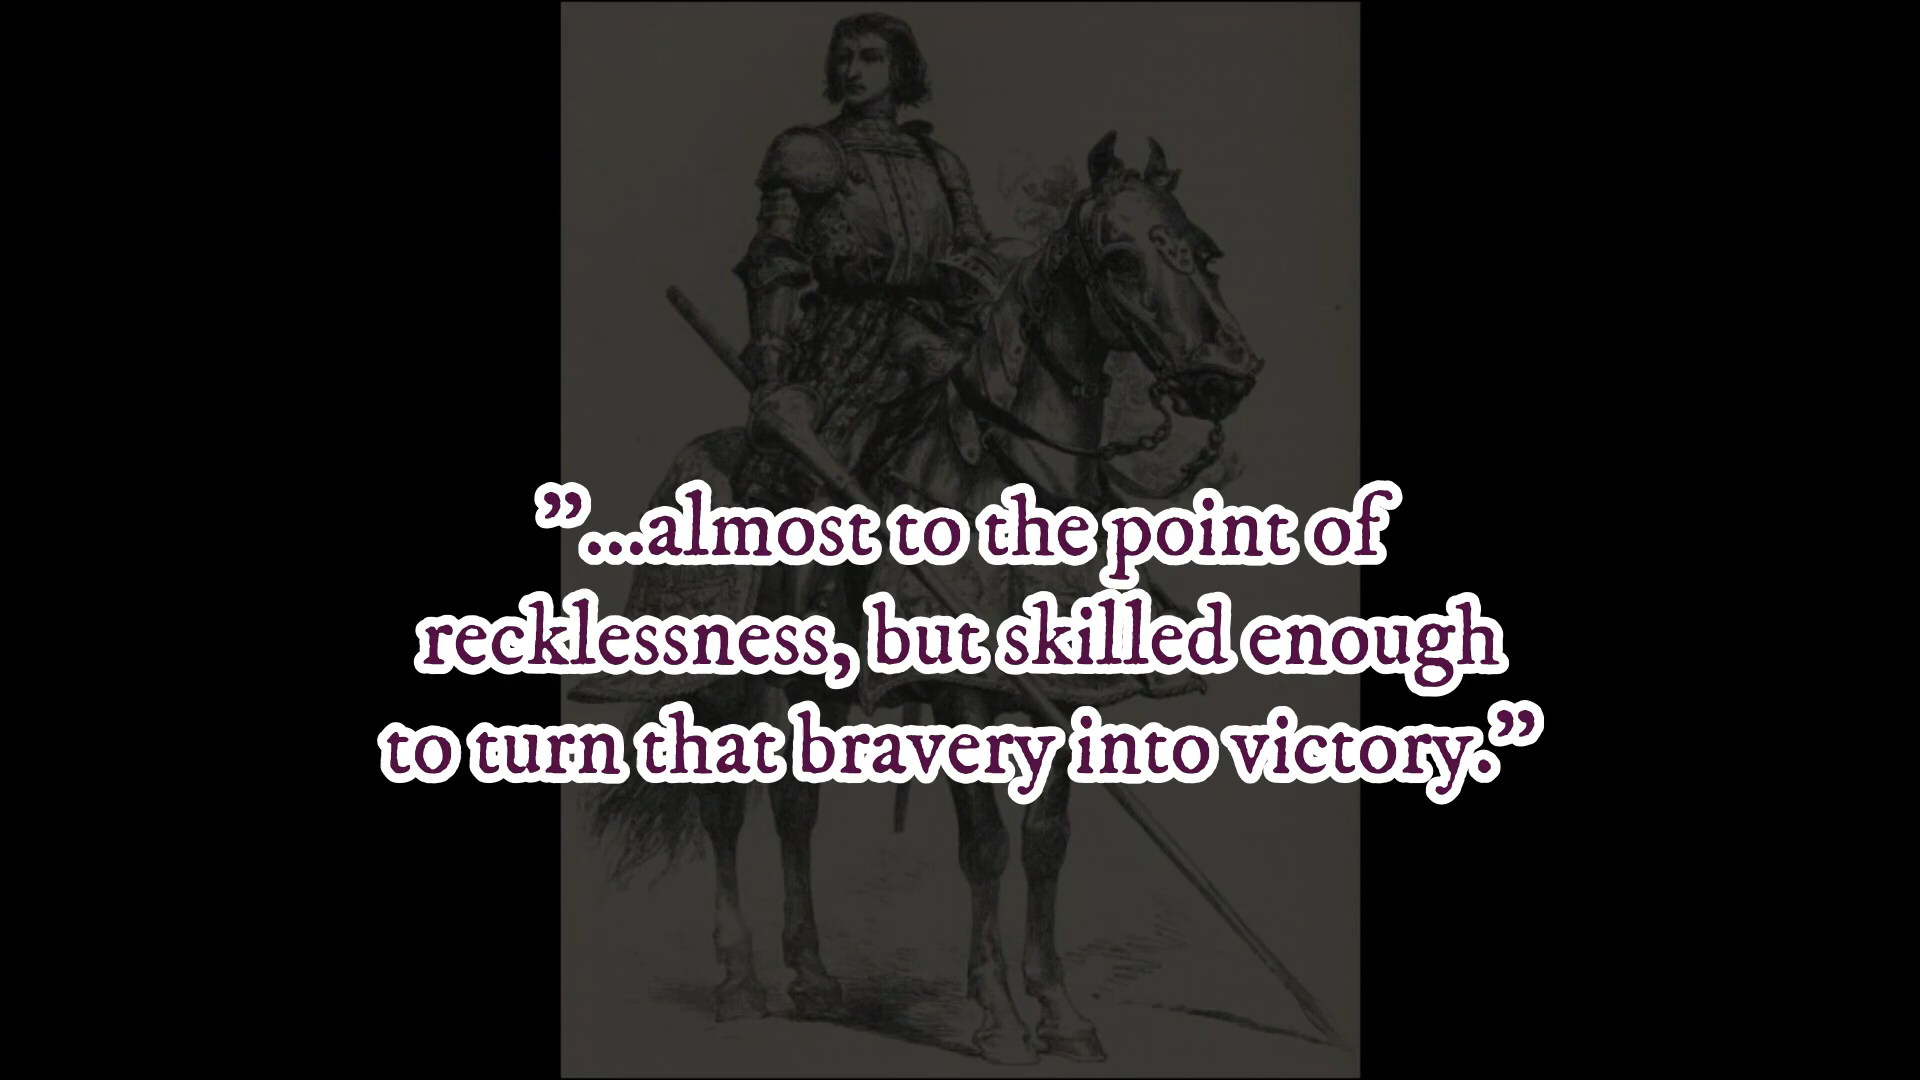 ”...almost to the point of
recklessness, but skilled enough
to turn that bravery into victory.”